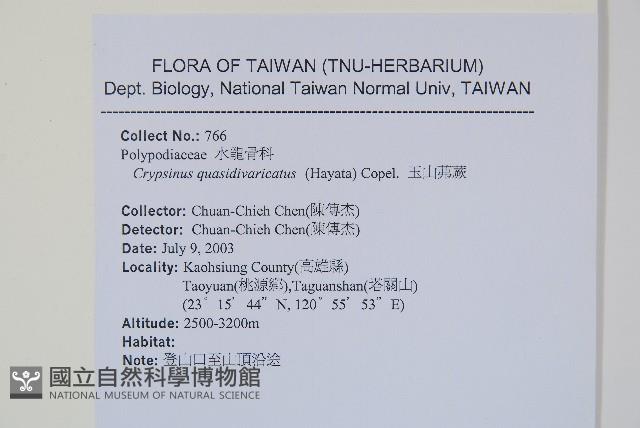 FLORA OF TAIWAN (TNU-HERBARIUM)
Dept. Biology, National Taiwan Normal Univ, TAIWAN
Collect No.: 766
Polypodiaceae 水龍骨科
Crypsinus quasidivaricatus (Hayata) Copel. 玉山茀蕨
Collector: Chuan-Chieh Chen(陳傳杰)
Detector: Chuan-Chieh Chen(陳傳杰)
Date: July 9, 2003
Locality: Kaohsiung County(高雄縣)
Taoyuan(桃源鄉),Taguanshan(塔關山)
(23°15'44"N, 120°55'53"E)
Altitude: 2500-3200m
Habitat:
Note: 登山口至山頂沿途
國立自然科學博物館
NATIONAL MUSEUM OF NATURAL SCIENCE